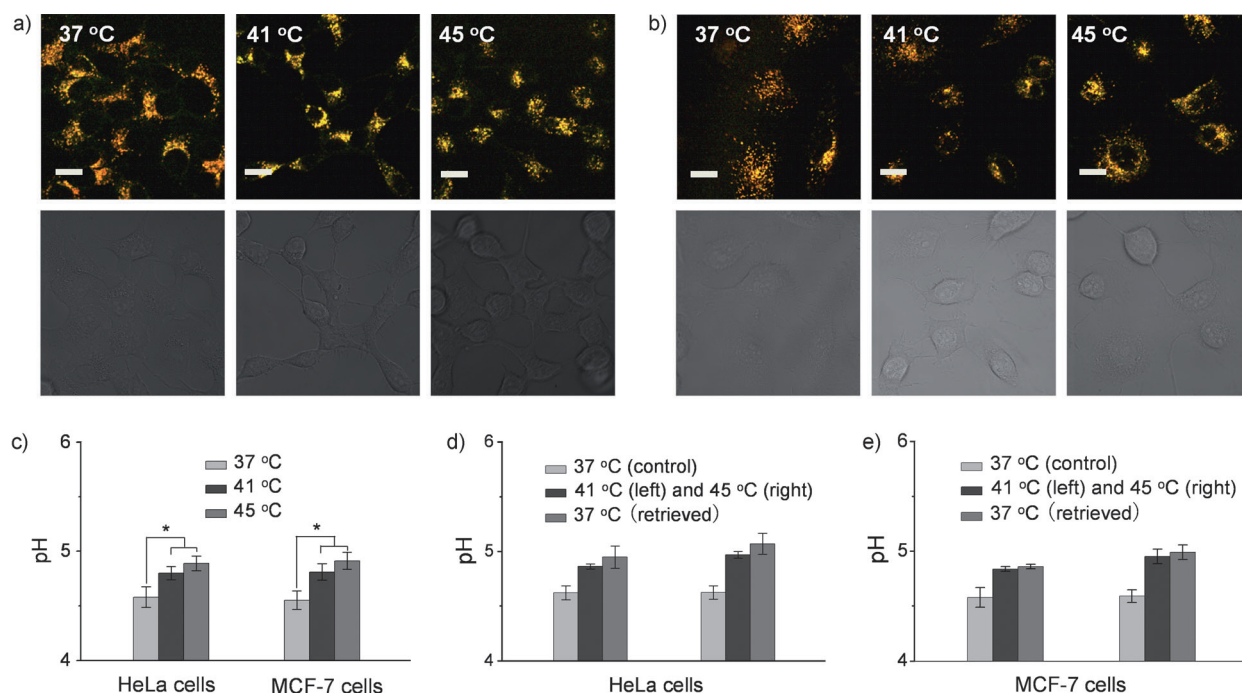 a)
37 °C
41 °C
45 °C
b)
37 °C
41 °C
45 °C
c)
6
5
4
pH
37 °C
41 °C
45 °C
*
*
HeLa cells
MCF-7 cells
d)
6
5
4
pH
37 °C (control)
41 °C (left) and 45 °C (right)
37 °C (retrieved)
HeLa cells
e)
6
5
4
pH
37 °C (control)
41 °C (left) and 45 °C (right)
37 °C (retrieved)
MCF-7 cells